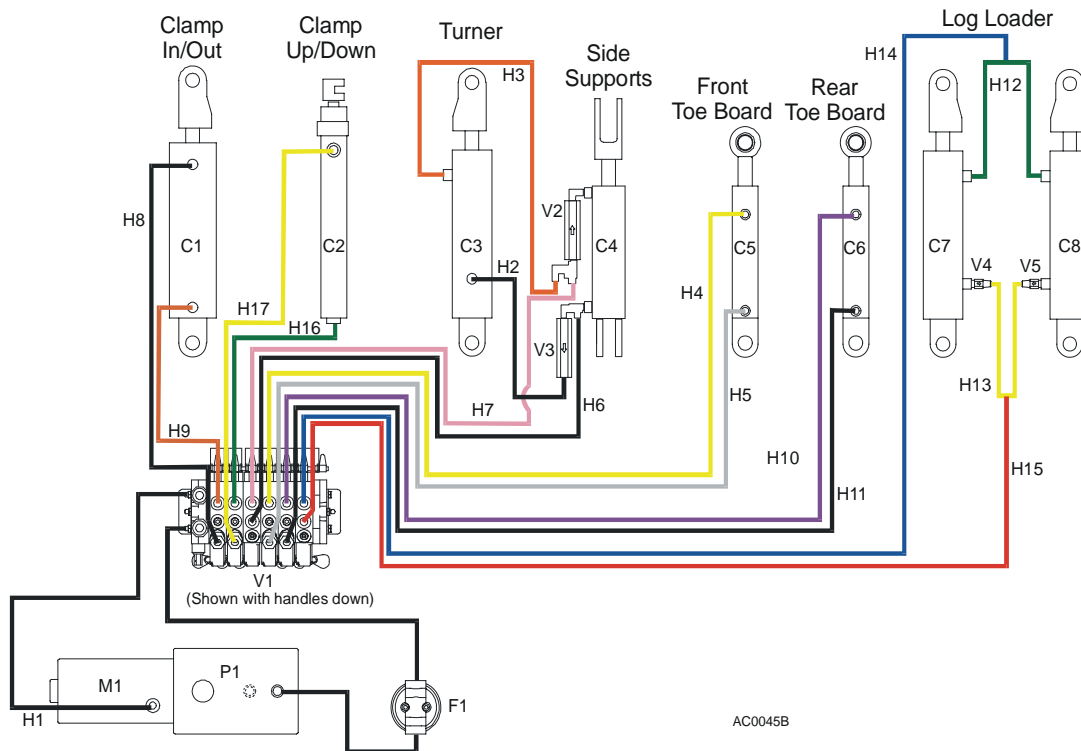 Clamp
In/Out
Clamp
Up/Down
Turner
Side
Supports
Front
Toe Board
Rear
Toe Board
Log Loader
H14
H3
H12
H8
V2
C1
C2
C3
C4
C5
C6
C7
C8
H2
H4
V4
V5
H17
H16
V3
H9
H7
H6
H5
H13
H10
H11
H15
V1
(Shown with handles down)
M1
P1
F1
H1
AC0045B